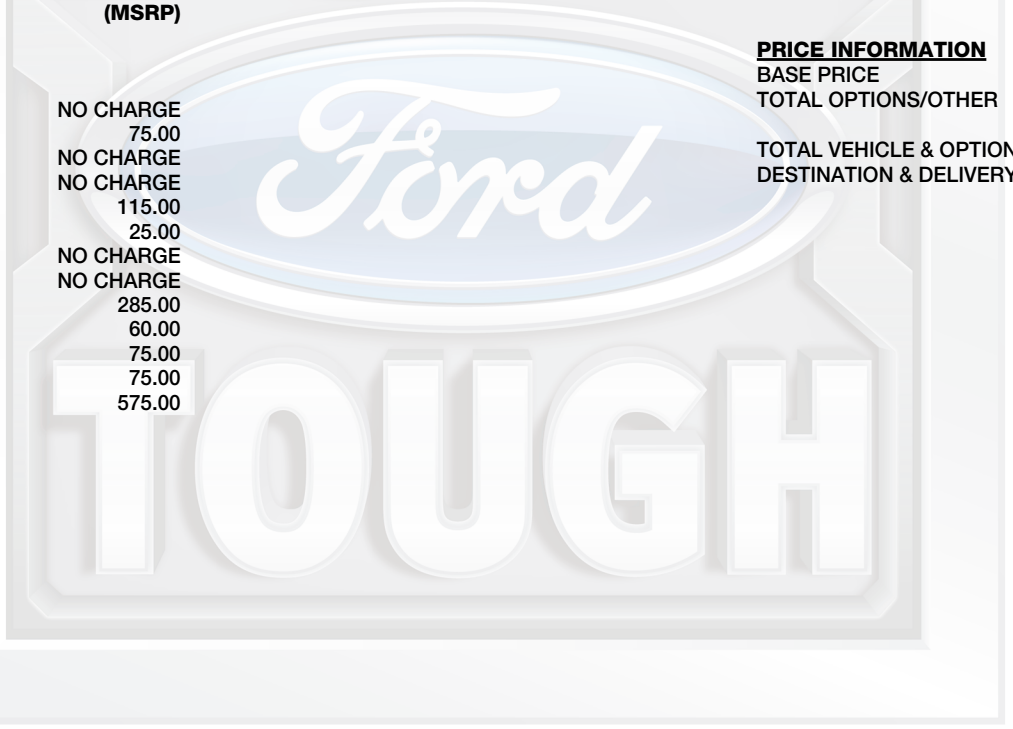 (MSRP)
NO CHARGE
75.00
NO CHARGE
NO CHARGE
115.00
25.00
NO CHARGE
NO CHARGE
285.00
60.00
75.00
75.00
575.00
PRICE INFORMATION
BASE PRICE
TOTAL OPTIONS/OTHER
TOTAL VEHICLE & OPTION
DESTINATION & DELIVERY
Ford
TOUGH